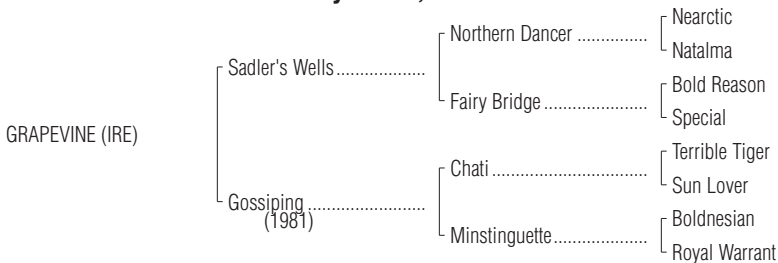 Nearctic
Northern Dancer
Natalma
Sadler's Wells
Bold Reason
Fairy Bridge
Special
GRAPEVINE (IRE)
Terrible Tiger
Chati
Sun Lover
Gossiping
(1981)
Boldnesian
Minstinguette
Royal Warrant